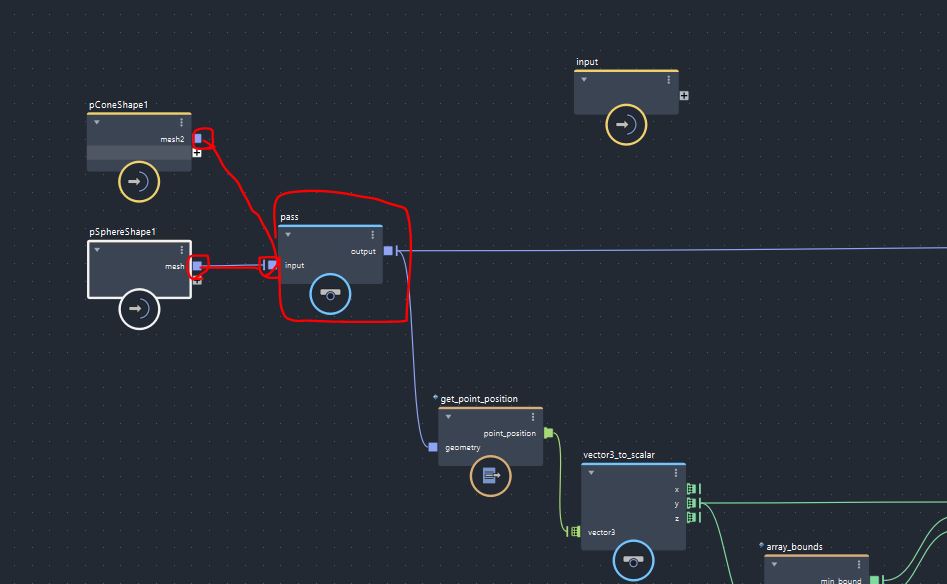 input
pConeShape1
mesh2
pass
pSphereShape1
output
mesh
input
get_point_position
point_position
geometry
vector3_to_scalar
x
y
z
vector3
array_bounds
min_bound